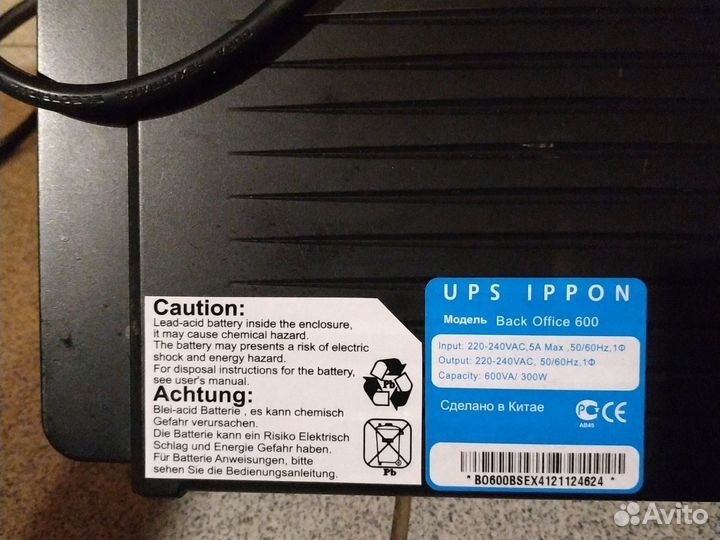 Caution:
Lead-acid battery inside the enclosure,
it may cause chemical hazard.
The battery may presents a risk of electric
shock and energy hazard.
For disposal instructions for the battery,
see user's manual.
Achtung:
Blei-acid Batterie , es kann chemisch
Gefahr verursachen.
Die Batterie kann ein Risiko Elektrisch
Schlag und Energie Gefahr haben.
Für Batterie Anweisungen, bitte
sehen Sie die Bedienungsanleitung.
Pb
Pb
UPS IPPON
Модель Back Office 600
Input: 220-240VAC,5A Max ,50/60Hz,1Ф
Output: 220-240VAC, 50/60Hz,1Ф
Capacity: 600VA/ 300W
Сделано в Китае
РСТ CE
АВ45
* BO600BSEX4121124624 *
Avito